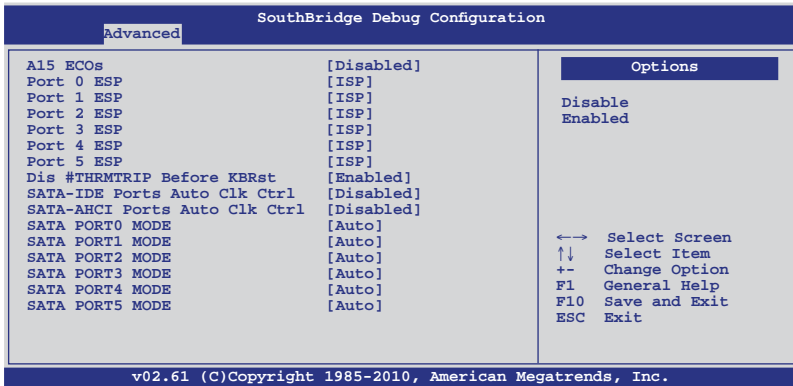 SouthBridge Debug Configuration
Advanced
A15 ECOs [Disabled]
Port 0 ESP [ISP]
Port 1 ESP [ISP]
Port 2 ESP [ISP]
Port 3 ESP [ISP]
Port 4 ESP [ISP]
Port 5 ESP [ISP]
Dis #THRMTRIP Before KBRst [Enabled]
SATA-IDE Ports Auto Clk Ctrl [Disabled]
SATA-AHCI Ports Auto Clk Ctrl [Disabled]
SATA PORT0 MODE [Auto]
SATA PORT1 MODE [Auto]
SATA PORT2 MODE [Auto]
SATA PORT3 MODE [Auto]
SATA PORT4 MODE [Auto]
SATA PORT5 MODE [Auto]
Options
Disable
Enabled
←→ Select Screen
↑↓ Select Item
+- Change Option
F1 General Help
F10 Save and Exit
ESC Exit
v02.61 (C)Copyright 1985-2010, American Megatrends, Inc.